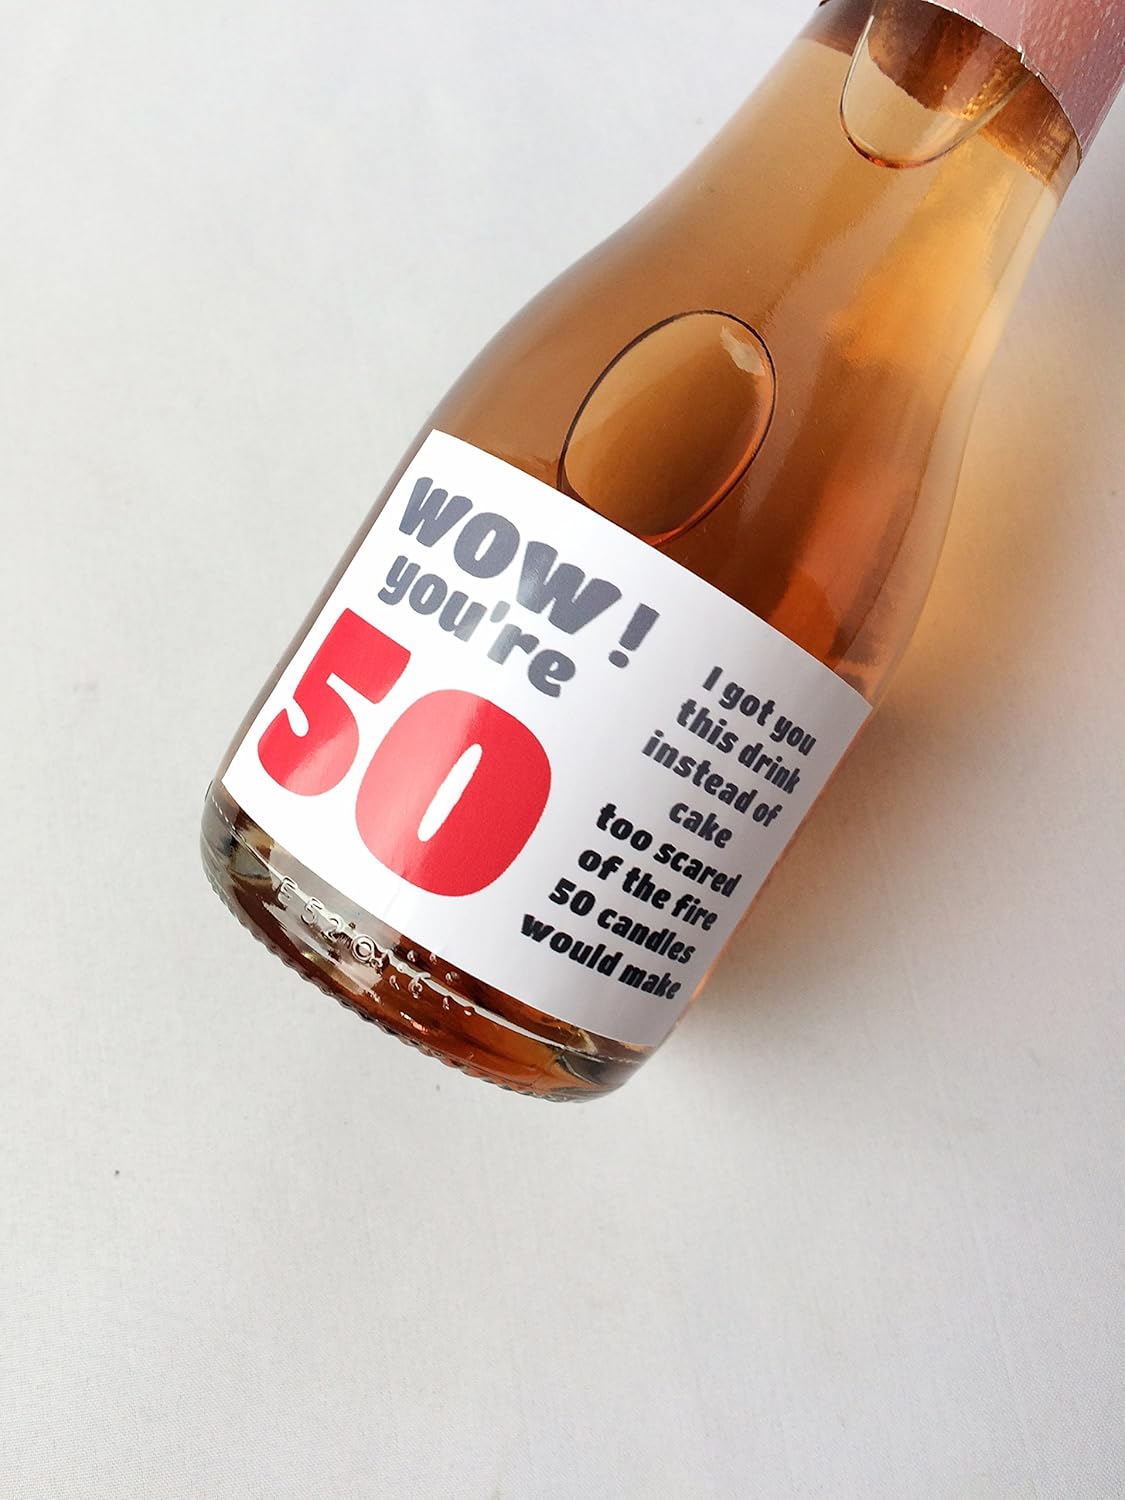 WOW!
you're
50
I got you
this drink
instead of
cake
too scared
of the fire
50 candles
would make